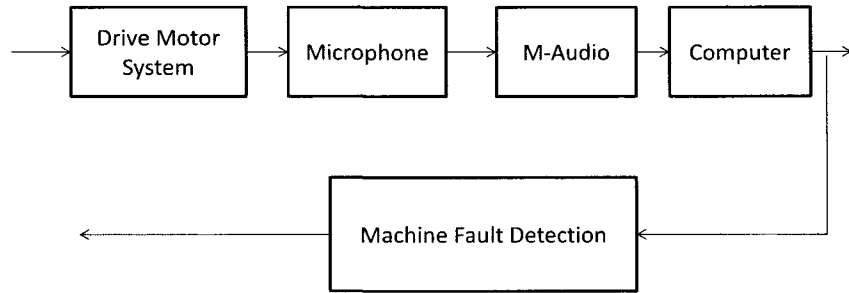 Drive Motor
System
Microphone
M-Audio
Computer
Machine Fault Detection